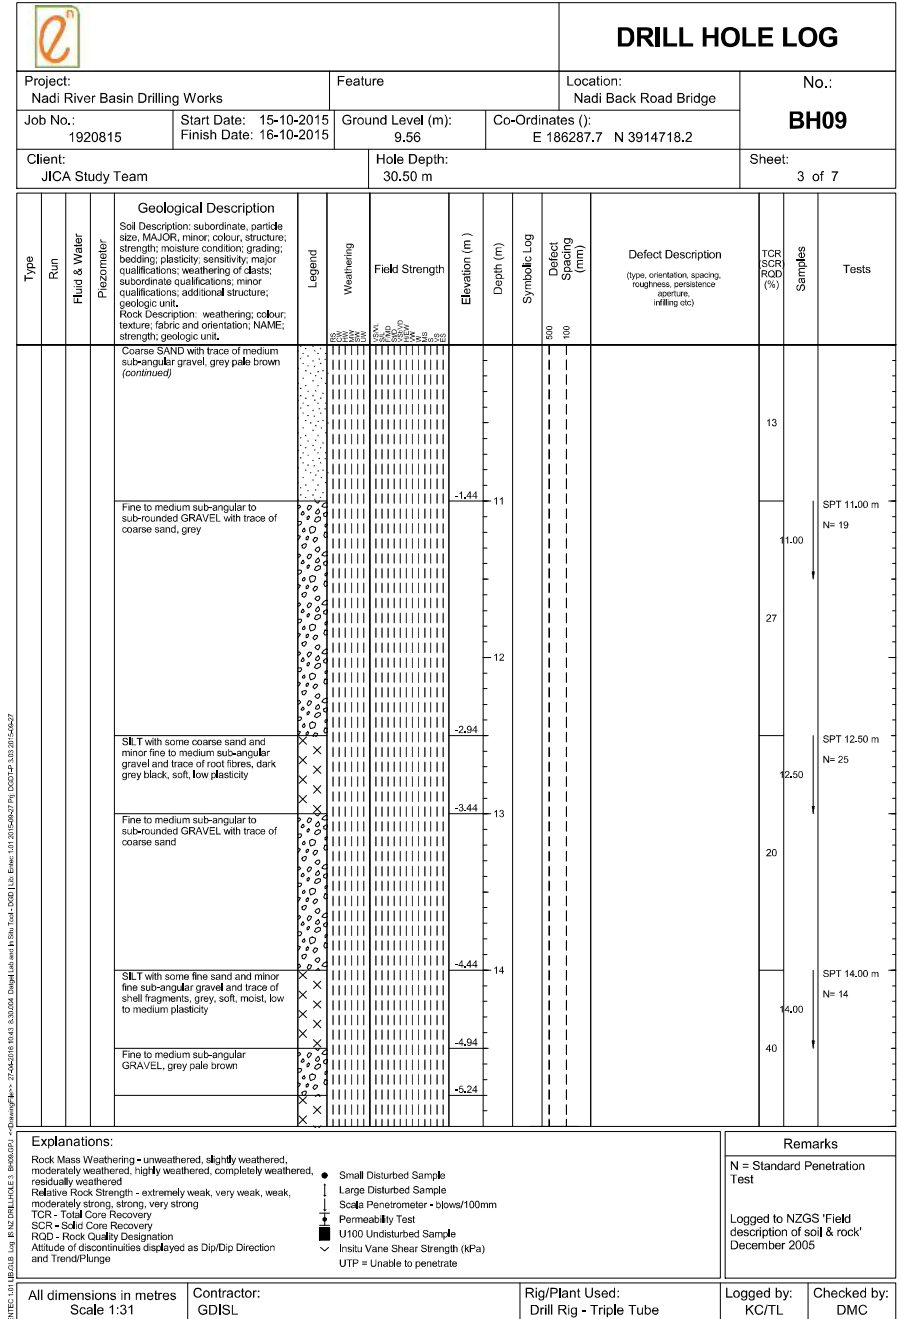 DRILL HOLE LOG
Project:
Nadi River Basin Drilling Works
Feature
Location:
Nadi Back Road Bridge
No.:
BH09
Job No.:
1920815
Start Date: 15-10-2015
Finish Date: 16-10-2015
Ground Level (m):
9.56
Co-Ordinates ():
E 186287.7 N 3914718.2
Client:
JICA Study Team
Hole Depth:
30.50 m
Sheet:
3 of 7
Type
Run
Fluid & Water
Piezometer
Geological Description
Soil Description: subordinate, particle
size, MAJOR, minor; colour, structure;
strength; moisture condition; grading;
bedding; plasticity; sensitivity; major
qualifications; weathering of clasts;
subordinate qualifications; minor
qualifications; additional structure;
geologic unit.
Rock Description: weathering; colour;
texture; fabric and orientation; NAME;
strength; geologic unit.
Legend
Weathering
Field Strength
Elevation (m)
Depth (m)
Symbolic Log
Defect
Spacing
(mm)
500
100
Defect Description
(type, orientation, spacing,
roughness, persistence
aperture,
infilling etc)
TCR
(SCR)
RQD
(%)
Samples
Tests
Coarse SAND with trace of medium
sub-angular gravel, grey pale brown
(continued)
13
-1.44
11
Fine to medium sub-angular to
sub-rounded GRAVEL with trace of
coarse sand, grey
SPT 11.00 m
N= 19
11.00
27
12
-2.94
SILT with some coarse sand and
minor fine to medium sub-angular
gravel and trace of root fibres, dark
grey black, soft, low plasticity
SPT 12.50 m
N= 25
12.50
-3.44
13
Fine to medium sub-angular to
sub-rounded GRAVEL with trace of
coarse sand
20
-4.44
14
SILT with some fine sand and minor
fine sub-angular gravel and trace of
shell fragments, grey, soft, moist, low
to medium plasticity
SPT 14.00 m
N= 14
14.00
-4.94
40
Fine to medium sub-angular
GRAVEL, grey pale brown
-5.24
Explanations:
Rock Mass Weathering - unweathered, slightly weathered,
moderately weathered, highly weathered, completely weathered,
residually weathered
Relative Rock Strength - extremely weak, very weak, weak,
moderately strong, strong, very strong
TCR - Total Core Recovery
SCR - Solid Core Recovery
RQD - Rock Quality Designation
Attitude of discontinuities displayed as Dip/Dip Direction
and Trend/Plunge
Small Disturbed Sample
Large Disturbed Sample
Scala Penetrometer - blows/100mm
Permeability Test
U100 Undisturbed Sample
Insitu Vane Shear Strength (kPa)
UTP = Unable to penetrate
Remarks
N = Standard Penetration
Test
Logged to NZGS 'Field
description of soil & rock'
December 2005
All dimensions in metres
Scale 1:31
Contractor:
GDISL
Rig/Plant Used:
Drill Rig - Triple Tube
Logged by:
KC/TL
Checked by:
DMC